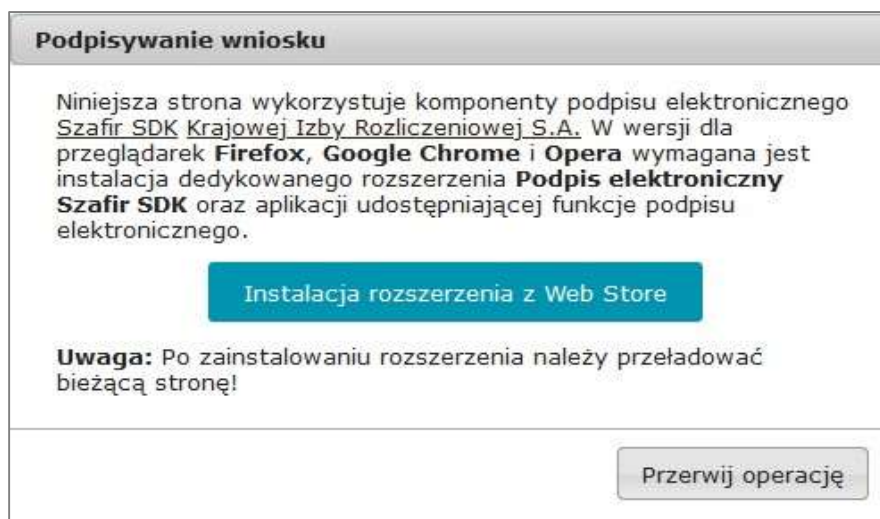 Podpisywanie wniosku
Niniejsza strona wykorzystuje komponenty podpisu elektronicznego
Szafir SDK Krajowej Izby Rozliczeniowej S.A. W wersji dla
przeglądarek Firefox, Google Chrome i Opera wymagana jest
instalacja dedykowanego rozszerzenia Podpis elektroniczny
Szafir SDK oraz aplikacji udostępniającej funkcje podpisu
elektronicznego.
Instalacja rozszerzenia z Web Store
Uwaga: Po zainstalowaniu rozszerzenia należy przeładować
bieżącą stronę!
Przerwij operację